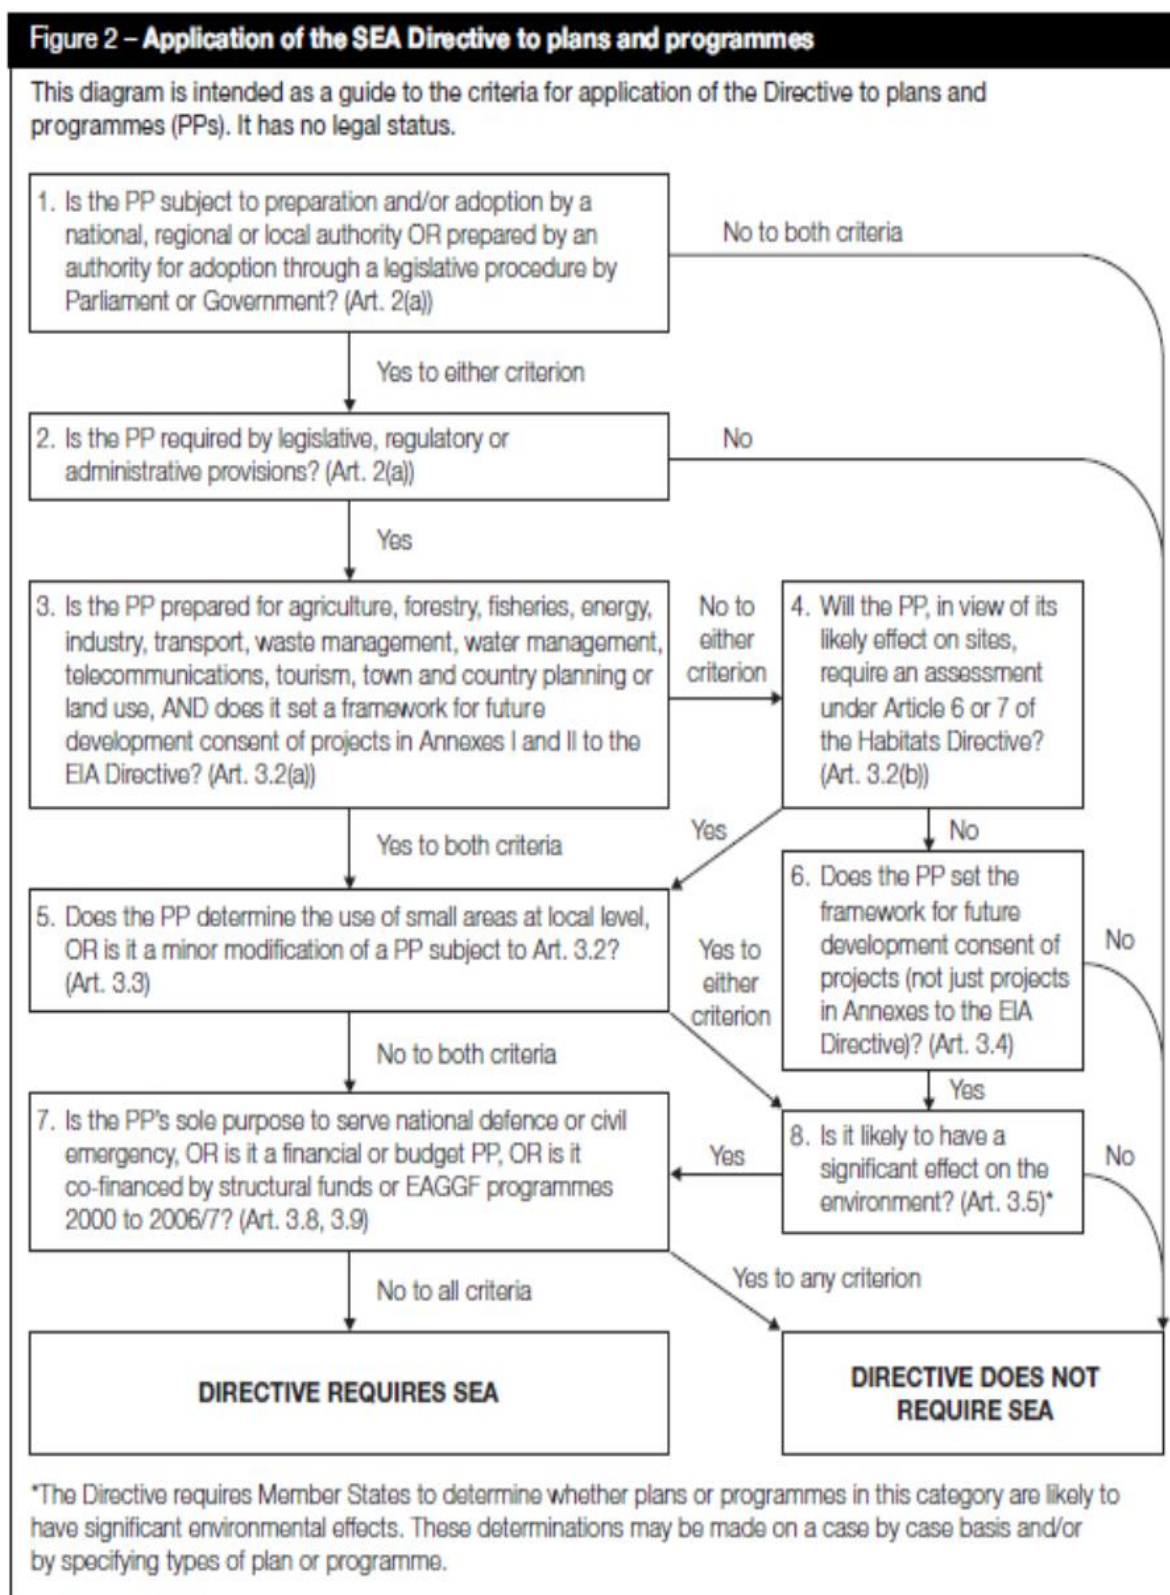 Figure 2 – Application of the SEA Directive to plans and programmes
This diagram is intended as a guide to the criteria for application of the Directive to plans and
programmes (PPs). It has no legal status.
1. Is the PP subject to preparation and/or adoption by a
national, regional or local authority OR prepared by an
authority for adoption through a legislative procedure by
Parliament or Government? (Art. 2(a))
No to both criteria
Yes to either criterion
2. Is the PP required by legislative, regulatory or
administrative provisions? (Art. 2(a))
No
Yes
3. Is the PP prepared for agriculture, forestry, fisheries, energy,
industry, transport, waste management, water management,
telecommunications, tourism, town and country planning or
land use, AND does it set a framework for future
development consent of projects in Annexes I and II to the
EIA Directive? (Art. 3.2(a))
No to
either
criterion
4. Will the PP, in view of its
likely effect on sites,
require an assessment
under Article 6 or 7 of
the Habitats Directive?
(Art. 3.2(b))
Yes to both criteria
Yes
No
5. Does the PP determine the use of small areas at local level,
OR is it a minor modification of a PP subject to Art. 3.2?
(Art. 3.3)
Yes to
either
criterion
6. Does the PP set the
framework for future
development consent of
projects (not just projects
in Annexes to the EIA
Directive)? (Art. 3.4)
No
No to both criteria
Yes
7. Is the PP's sole purpose to serve national defence or civil
emergency, OR is it a financial or budget PP, OR is it
co-financed by structural funds or EAGGF programmes
2000 to 2006/7? (Art. 3.8, 3.9)
Yes
8. Is it likely to have a
significant effect on the
environment? (Art. 3.5)*
No
No to all criteria
Yes to any criterion
DIRECTIVE REQUIRES SEA
DIRECTIVE DOES NOT
REQUIRE SEA
*The Directive requires Member States to determine whether plans or programmes in this category are likely to
have significant environmental effects. These determinations may be made on a case by case basis and/or
by specifying types of plan or programme.